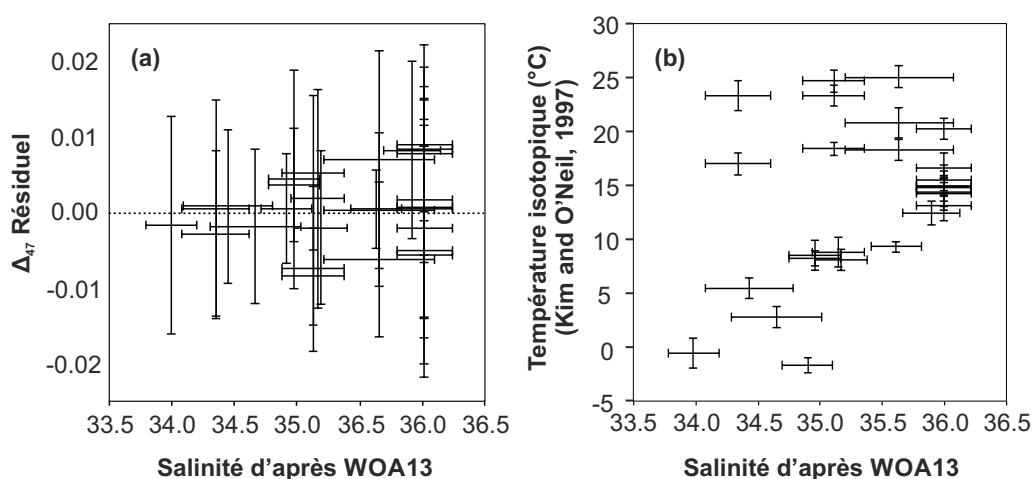 (a)
0.02
0.01
0.00
-0.01
-0.02
Δ47 Résiduel
33.5 34.0 34.5 35.0 36.5 36.0 36.5
Salinité d'après WOA13
(b)
30
25
20
15
10
5
0
-5
Température isotopique (°C)
(Kim and O'Neil, 1997)
33.5 34.0 34.5 35.0 36.5 36.0 36.5
Salinité d'après WOA13